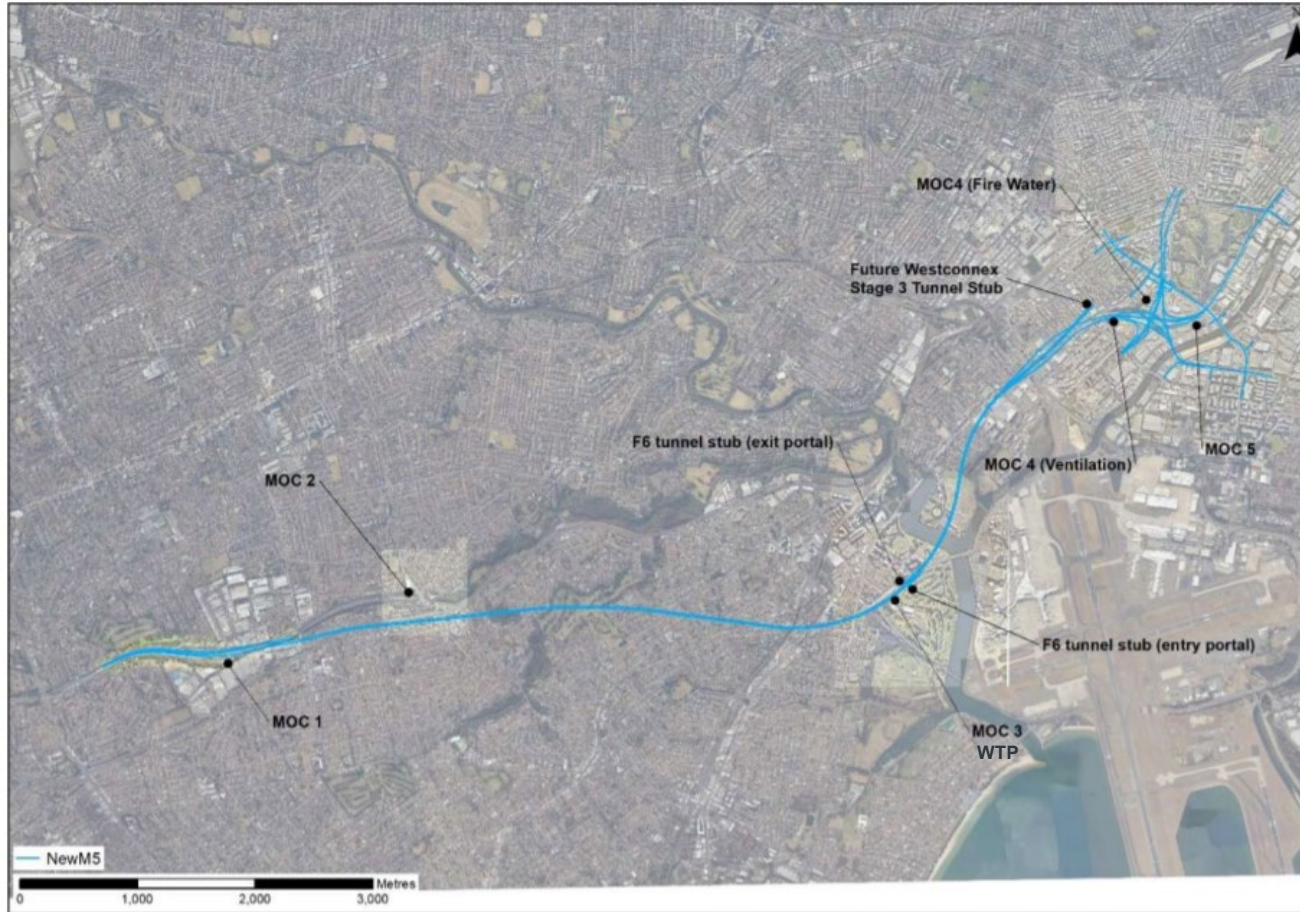 MOC4 (Fire Water)
Future Westconnex
Stage 3 Tunnel Stub
F6 tunnel stub (exit portal)
MOC 5
MOC 4 (Ventilation)
MOC 2
F6 tunnel stub (entry portal)
MOC 1
MOC 3
WTP
NewM5
Metres
0 1,000 2,000 3,000